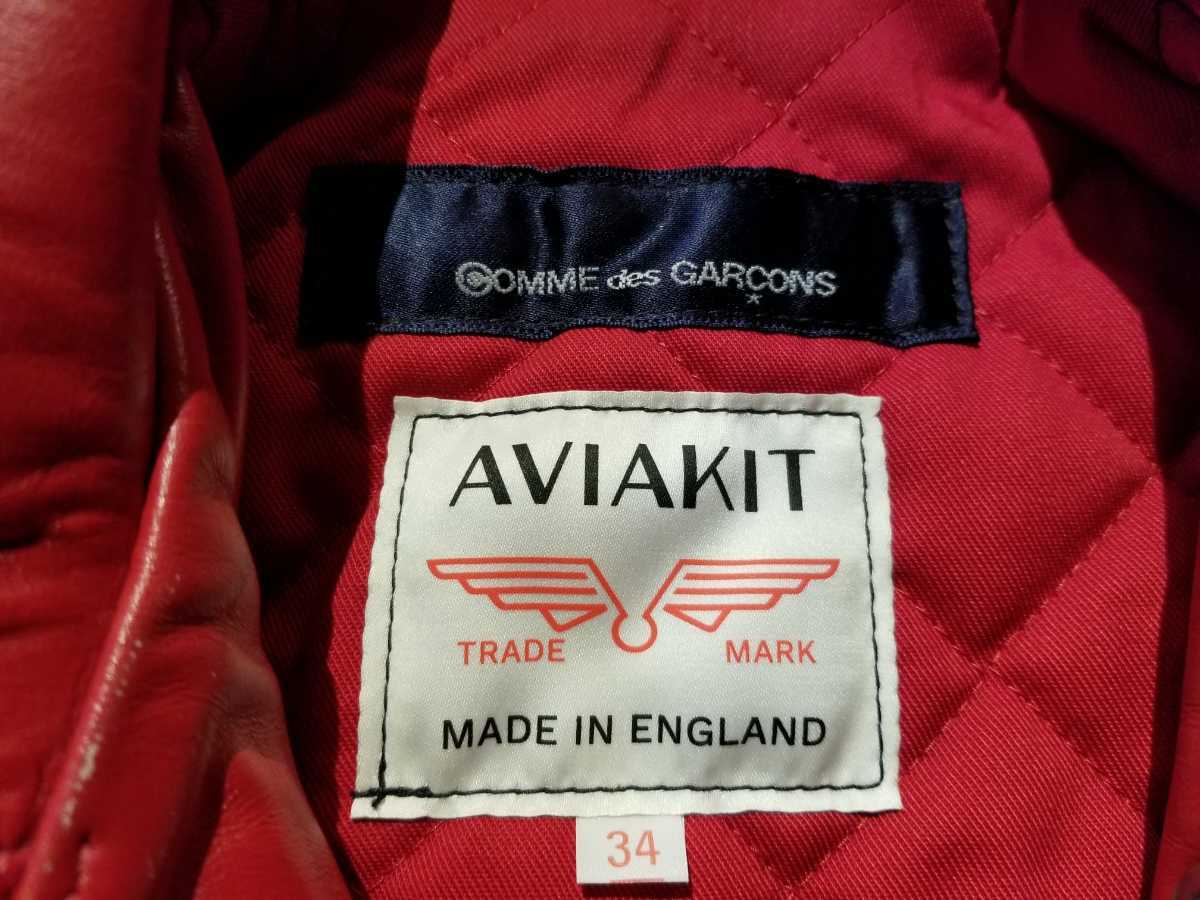 COMME des GARÇONS
AVIAKIT
TRADE MARK
MADE IN ENGLAND
34